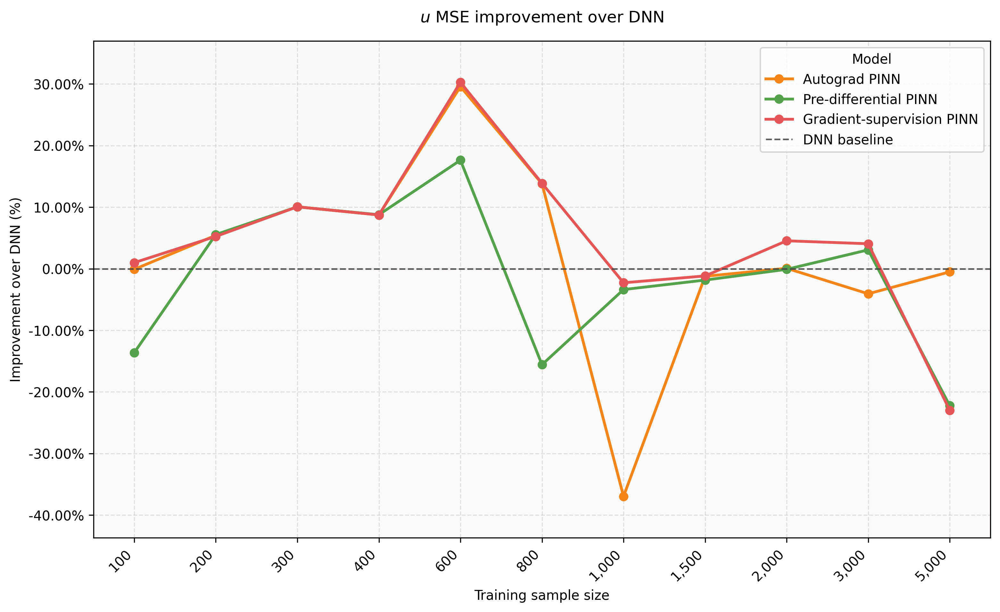 u MSE improvement over DNN
Model
Autograd PINN
Pre-differential PINN
Gradient-supervision PINN
DNN baseline
Improvement over DNN (%)
30.00%
20.00%
10.00%
0.00%
-10.00%
-20.00%
-30.00%
-40.00%
100
200
300
400
600
800
1,000
1,500
2,000
3,000
5,000
Training sample size